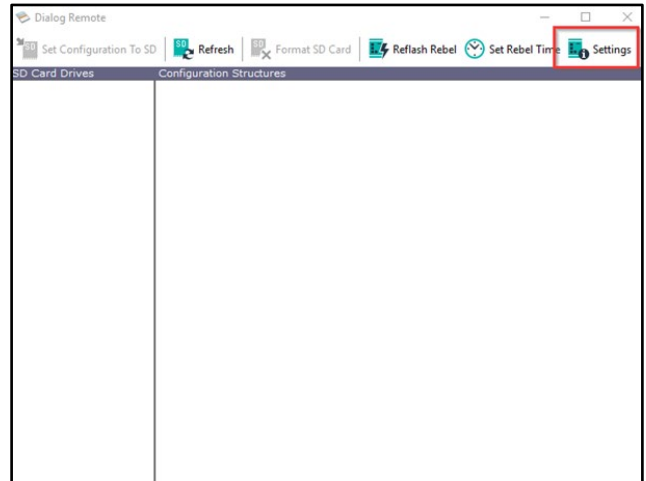 Dialog Remote
Set Configuration To SD Refresh Format SD Card Reflash Rebel Set Rebel Time Settings
SD Card Drives Configuration Structures